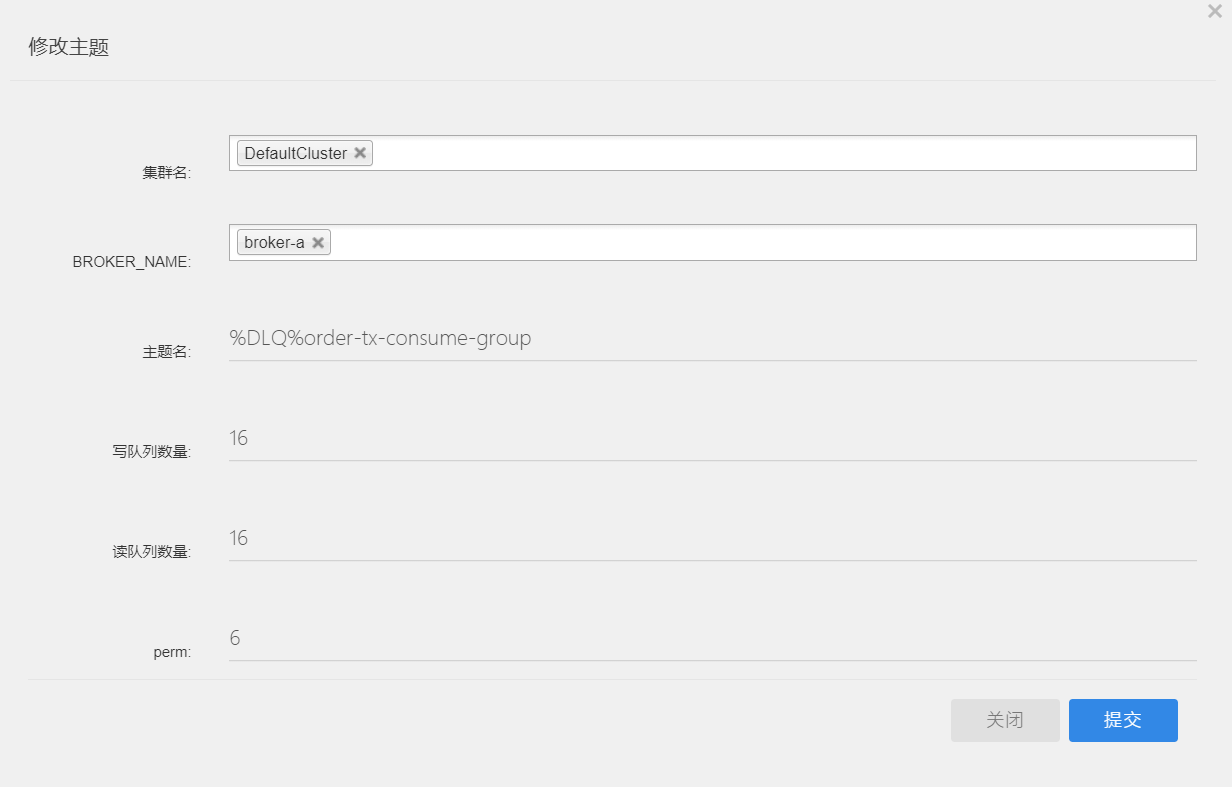 修改主题
集群名: DefaultCluster
BROKER_NAME: broker-a
主题名: %DLQ%order-tx-consume-group
写队列数量: 16
读队列数量: 16
perm: 6
关闭 提交